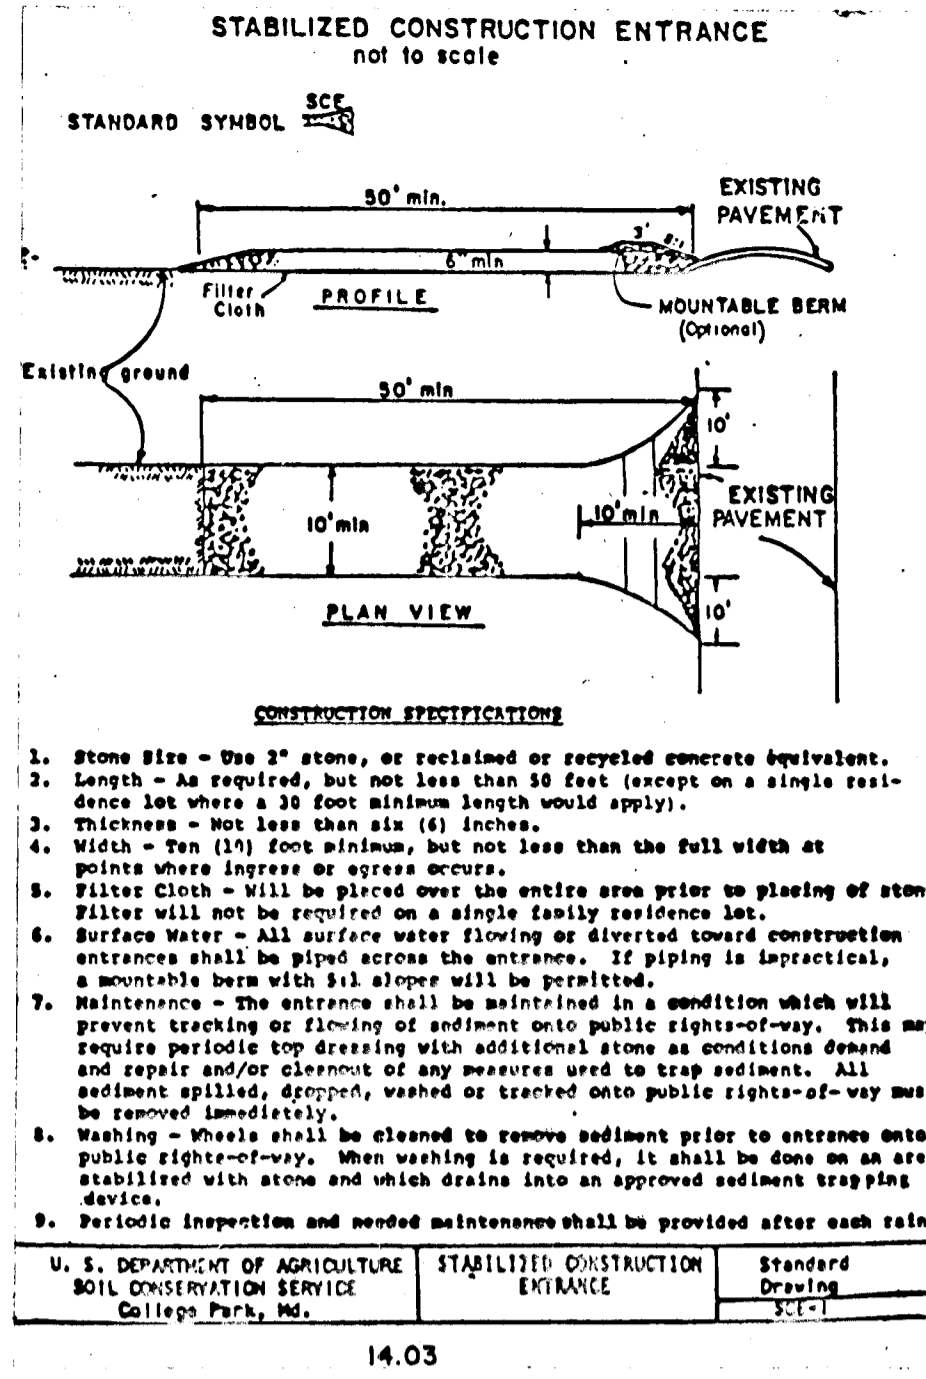 STABILIZED CONSTRUCTION ENTRANCE
not to scale
SCE
STANDARD SYMBOL
50' min.
EXISTING
PAVEMENT
3'
6" min
Filter
Cloth
PROFILE
MOUNTABLE BERM
(Optional)
Existing ground
50' min
10'
10' min
10' min
EXISTING
PAVEMENT
10'
PLAN VIEW
CONSTRUCTION SPECIFICATIONS
1. Stone Size - Use 2" stone, or reclaimed or recycled concrete equivalent.
2. Length - As required, but not less than 50 feet (except on a single resi-
dence lot where a 30 foot minimum length would apply).
3. Thickness - Not less than six (6) inches.
4. Width - Ten (10) foot minimum, but not less than the full width at
points where ingress or egress occurs.
5. Filter Cloth - Will be placed over the entire area prior to placing of ston
Filter will not be required on a single family residence lot.
6. Surface Water - All surface water flowing or diverted toward construction
entrances shall be piped across the entrance. If piping is impractical,
a mountable berm with 5:1 slopes will be permitted.
7. Maintenance - The entrance shall be maintained in a condition which will
prevent tracking or flowing of sediment onto public rights-of-way. This ma
require periodic top dressing with additional stone as conditions demand
and repair and/or cleanout of any measures used to trap sediment. All
sediment spilled, dropped, washed or tracked onto public rights-of-way mus
be removed immediately.
8. Washing - Wheels shall be cleaned to remove sediment prior to entrance onto
public rights-of-way. When washing is required, it shall be done on an are
stabilized with stone and which drains into an approved sediment trapping
device.
9. Periodic inspection and needed maintenance shall be provided after each rain
U. S. DEPARTMENT OF AGRICULTURE
SOIL CONSERVATION SERVICE
College Park, Md.
STABILIZED CONSTRUCTION
ENTRANCE
Standard
Drawing
SCE-1
14.03